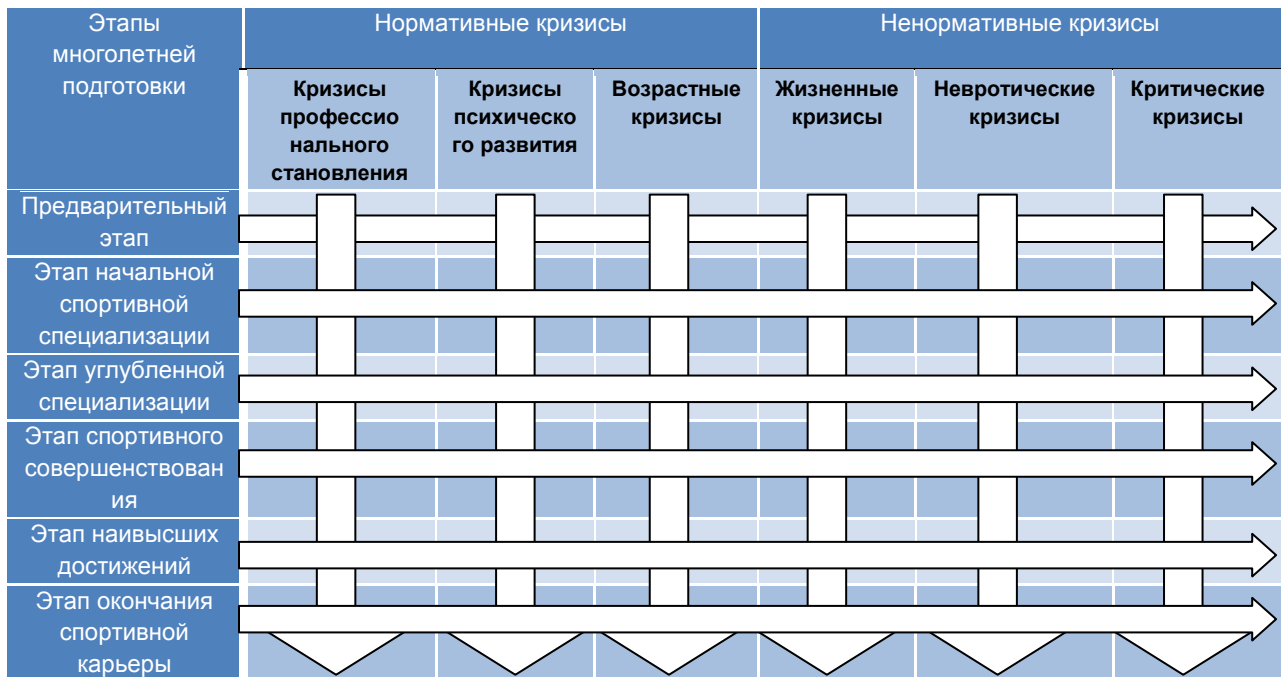 Этапы
многолетней
подготовки
Нормативные кризисы
Ненормативные кризисы
Кризисы
профессио
нального
становления
Кризисы
психическо
го развития
Возрастные
кризисы
Жизненные
кризисы
Невротические
кризисы
Критические
кризисы
Предварительный
этап
Этап начальной
спортивной
специализации
Этап углубленной
специализации
Этап спортивного
совершенствован
ия
Этап наивысших
достижений
Этап окончания
спортивной
карьеры